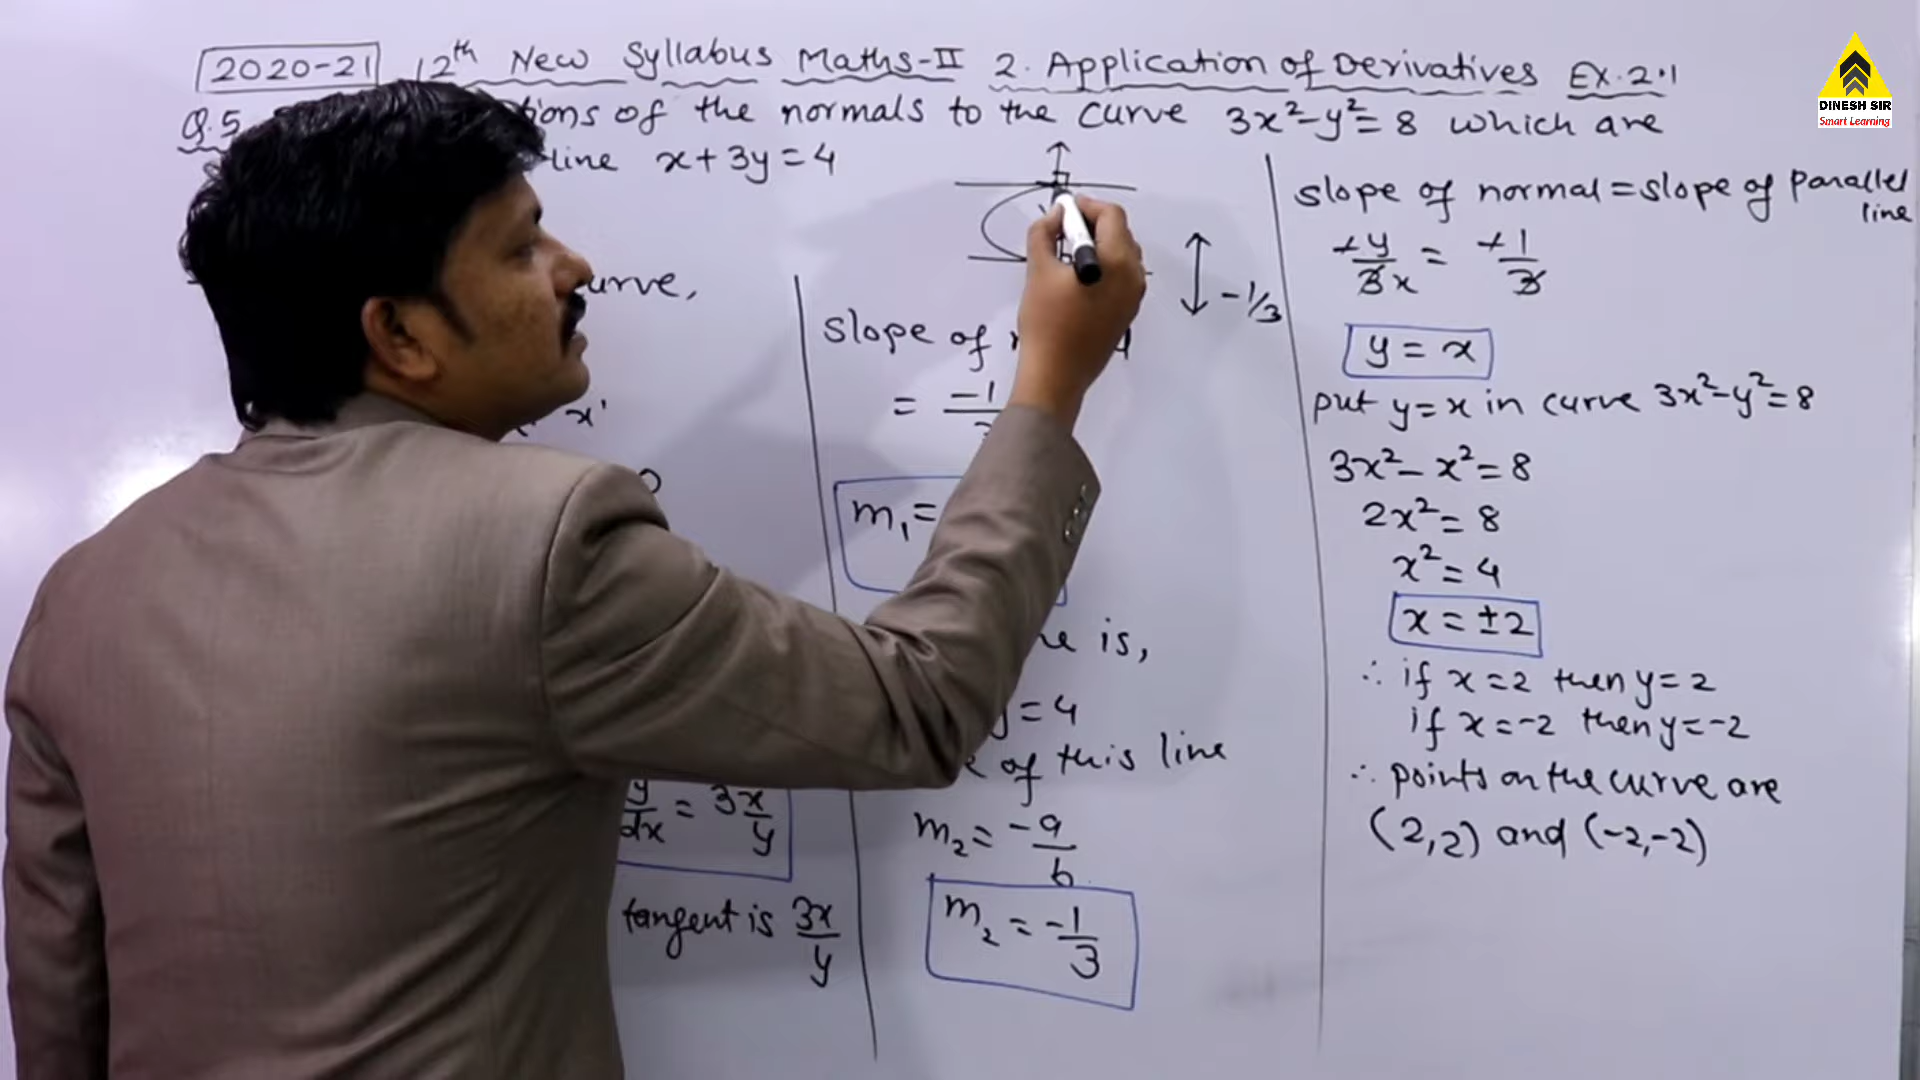 2020-21 12th New Syllabus Maths-II 2. Application of Derivatives Ex. 2.1
Q.5 tions of the normals to the curve 3x²-y²=8 which are
line x+3y=4
urve,
x'
dx = 3x/y
tangent is 3x/y
-1/3
slope of
= -1
m₁=
is,
=4
of this line
m₂ = -a/b
m₂ = -1/3
slope of normal = slope of parallel
line
+y/3x = +1/3
y = x
put y=x in curve 3x²-y²=8
3x²-x²=8
2x²=8
x²=4
x=±2
∴ if x=2 then y=2
if x=-2 then y=-2
∴ points on the curve are
(2,2) and (-2,-2)
DINESH SIR
Smart Learning